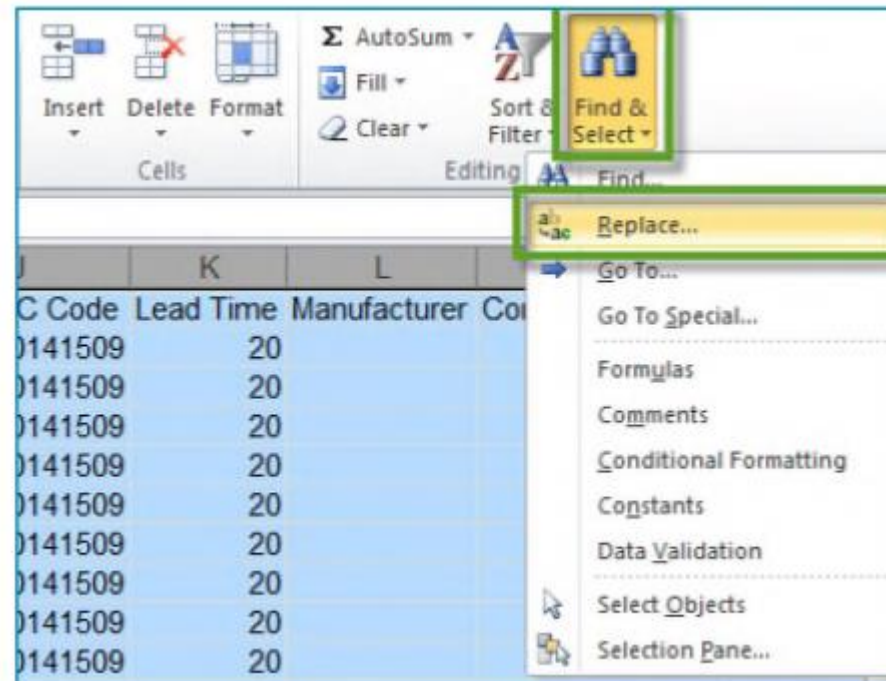 Σ AutoSum
Fill
Clear
Insert Delete Format
Sort &
Filter
Find &
Select
Cells
Editing
Find...
Replace...
Go To...
Go To Special...
Formulas
Comments
Conditional Formatting
Constants
Data Validation
Select Objects
Selection Pane...
J K L
C Code Lead Time Manufacturer Co
0141509 20
0141509 20
0141509 20
0141509 20
0141509 20
0141509 20
0141509 20
0141509 20
0141509 20